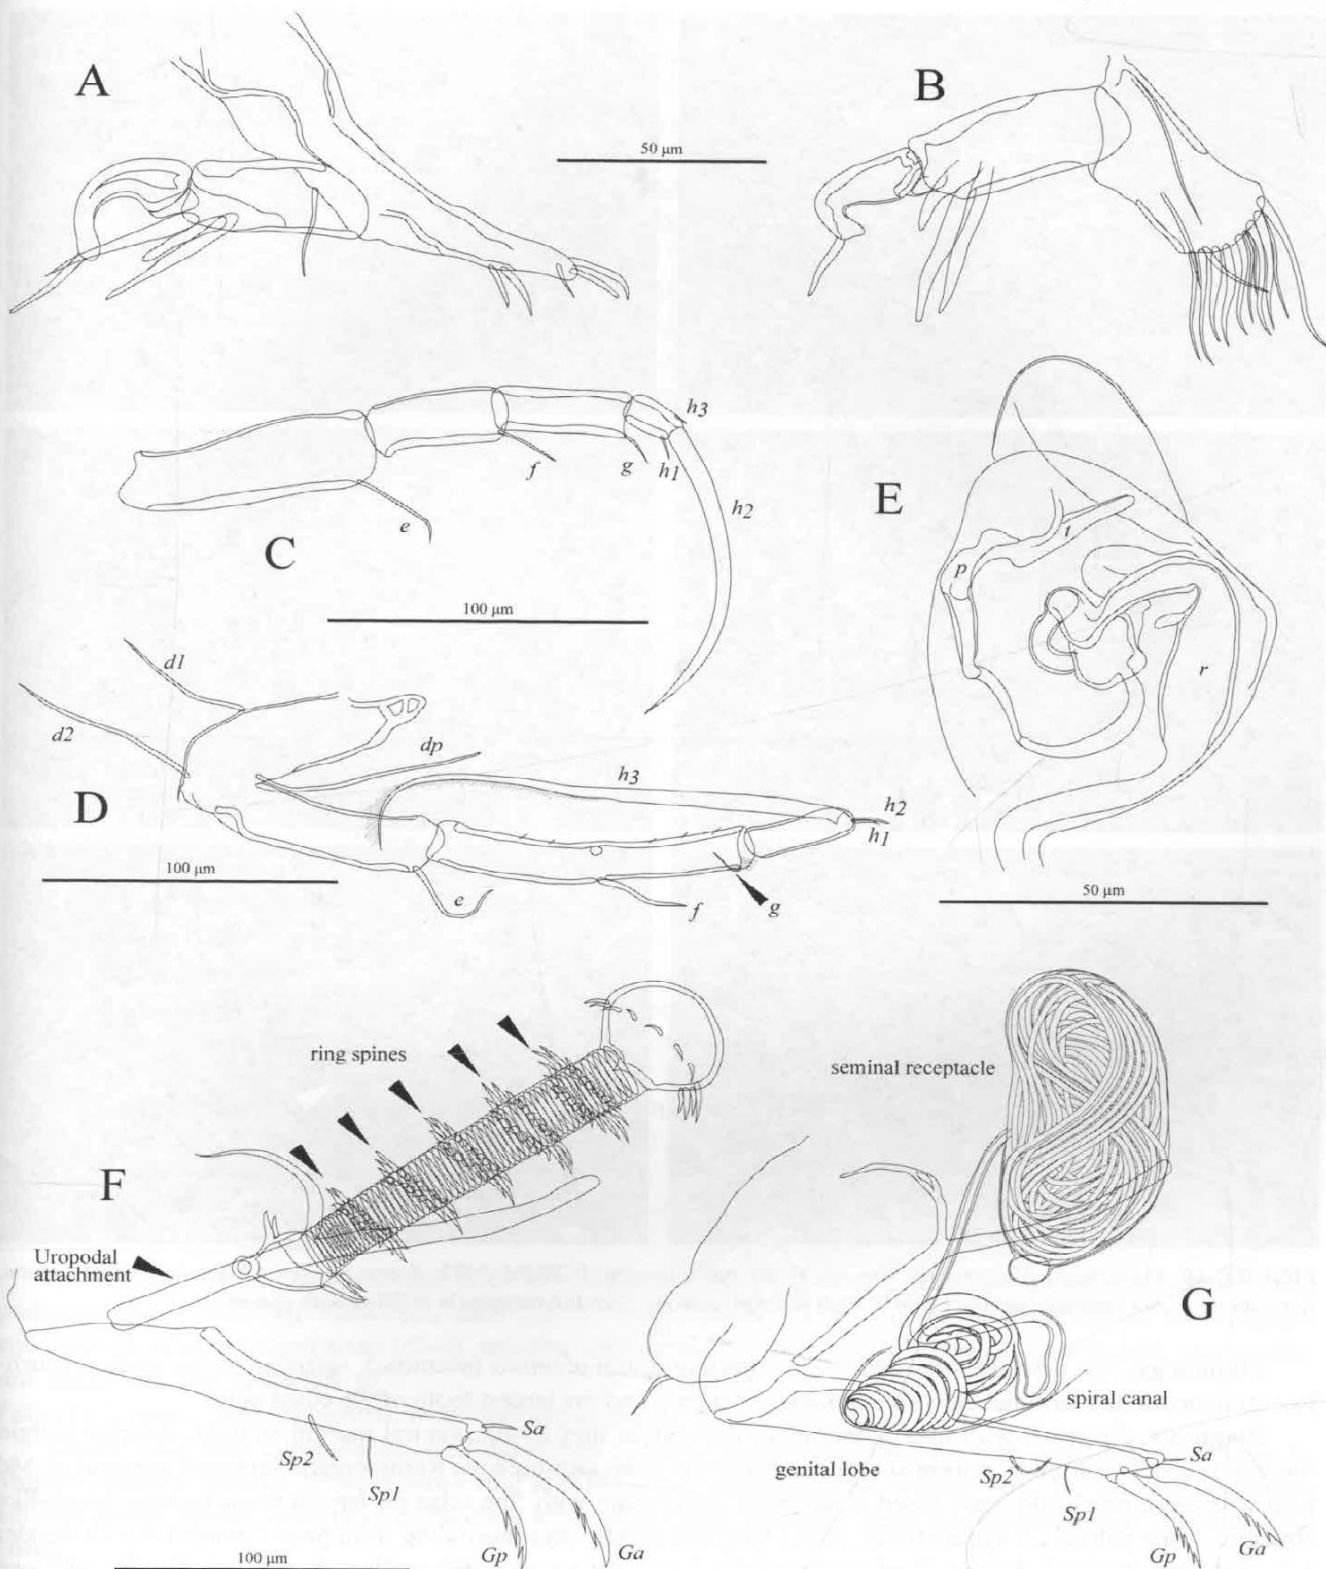 A
B
50 µm
C
e
f
g
h1
h2
h3
100 µm
D
d1
d2
dp
h3
h2
h1
e
f
g
100 µm
E
p
t
r
50 µm
F
ring spines
Uropodal
attachment
Sp2
Sp1
Sa
Gp
Ga
100 µm
G
seminal receptacle
spiral canal
genital lobe
Sp2
Sp1
Sa
Gp
Ga